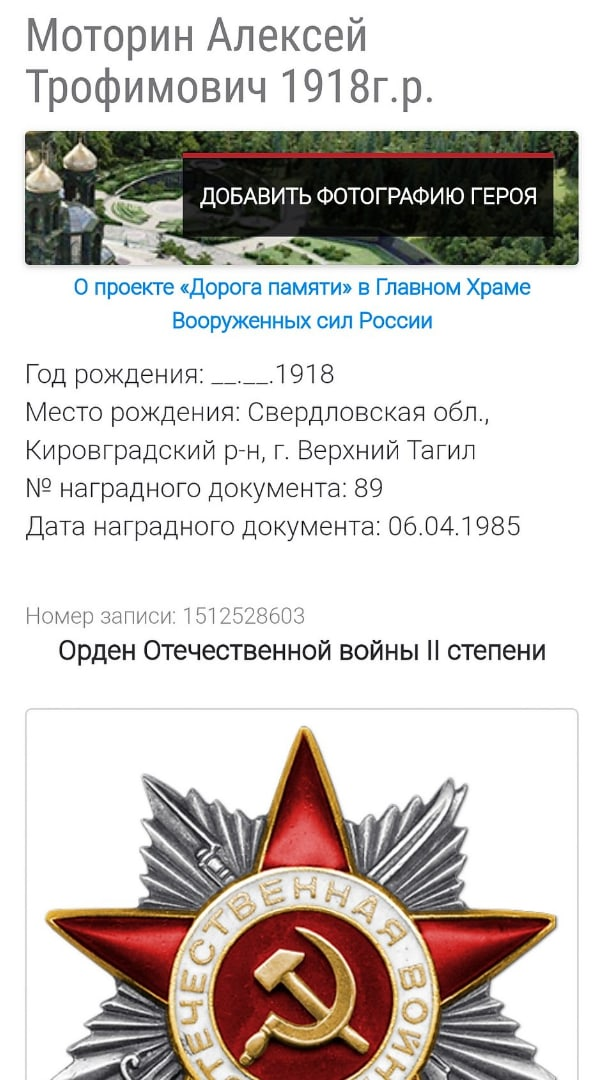 Моторин Алексей
Трофимович 1918г.р.
ДОБАВИТЬ ФОТОГРАФИЮ ГЕРОЯ
О проекте «Дорога памяти» в Главном Храме
Вооруженных сил России
Год рождения: __.__.1918
Место рождения: Свердловская обл.,
Кировградский р-н, г. Верхний Тагил
№ наградного документа: 89
Дата наградного документа: 06.04.1985
Номер записи: 1512528603
Орден Отечественной войны II степени
ОТЕЧЕСТВЕННАЯ ВОЙН